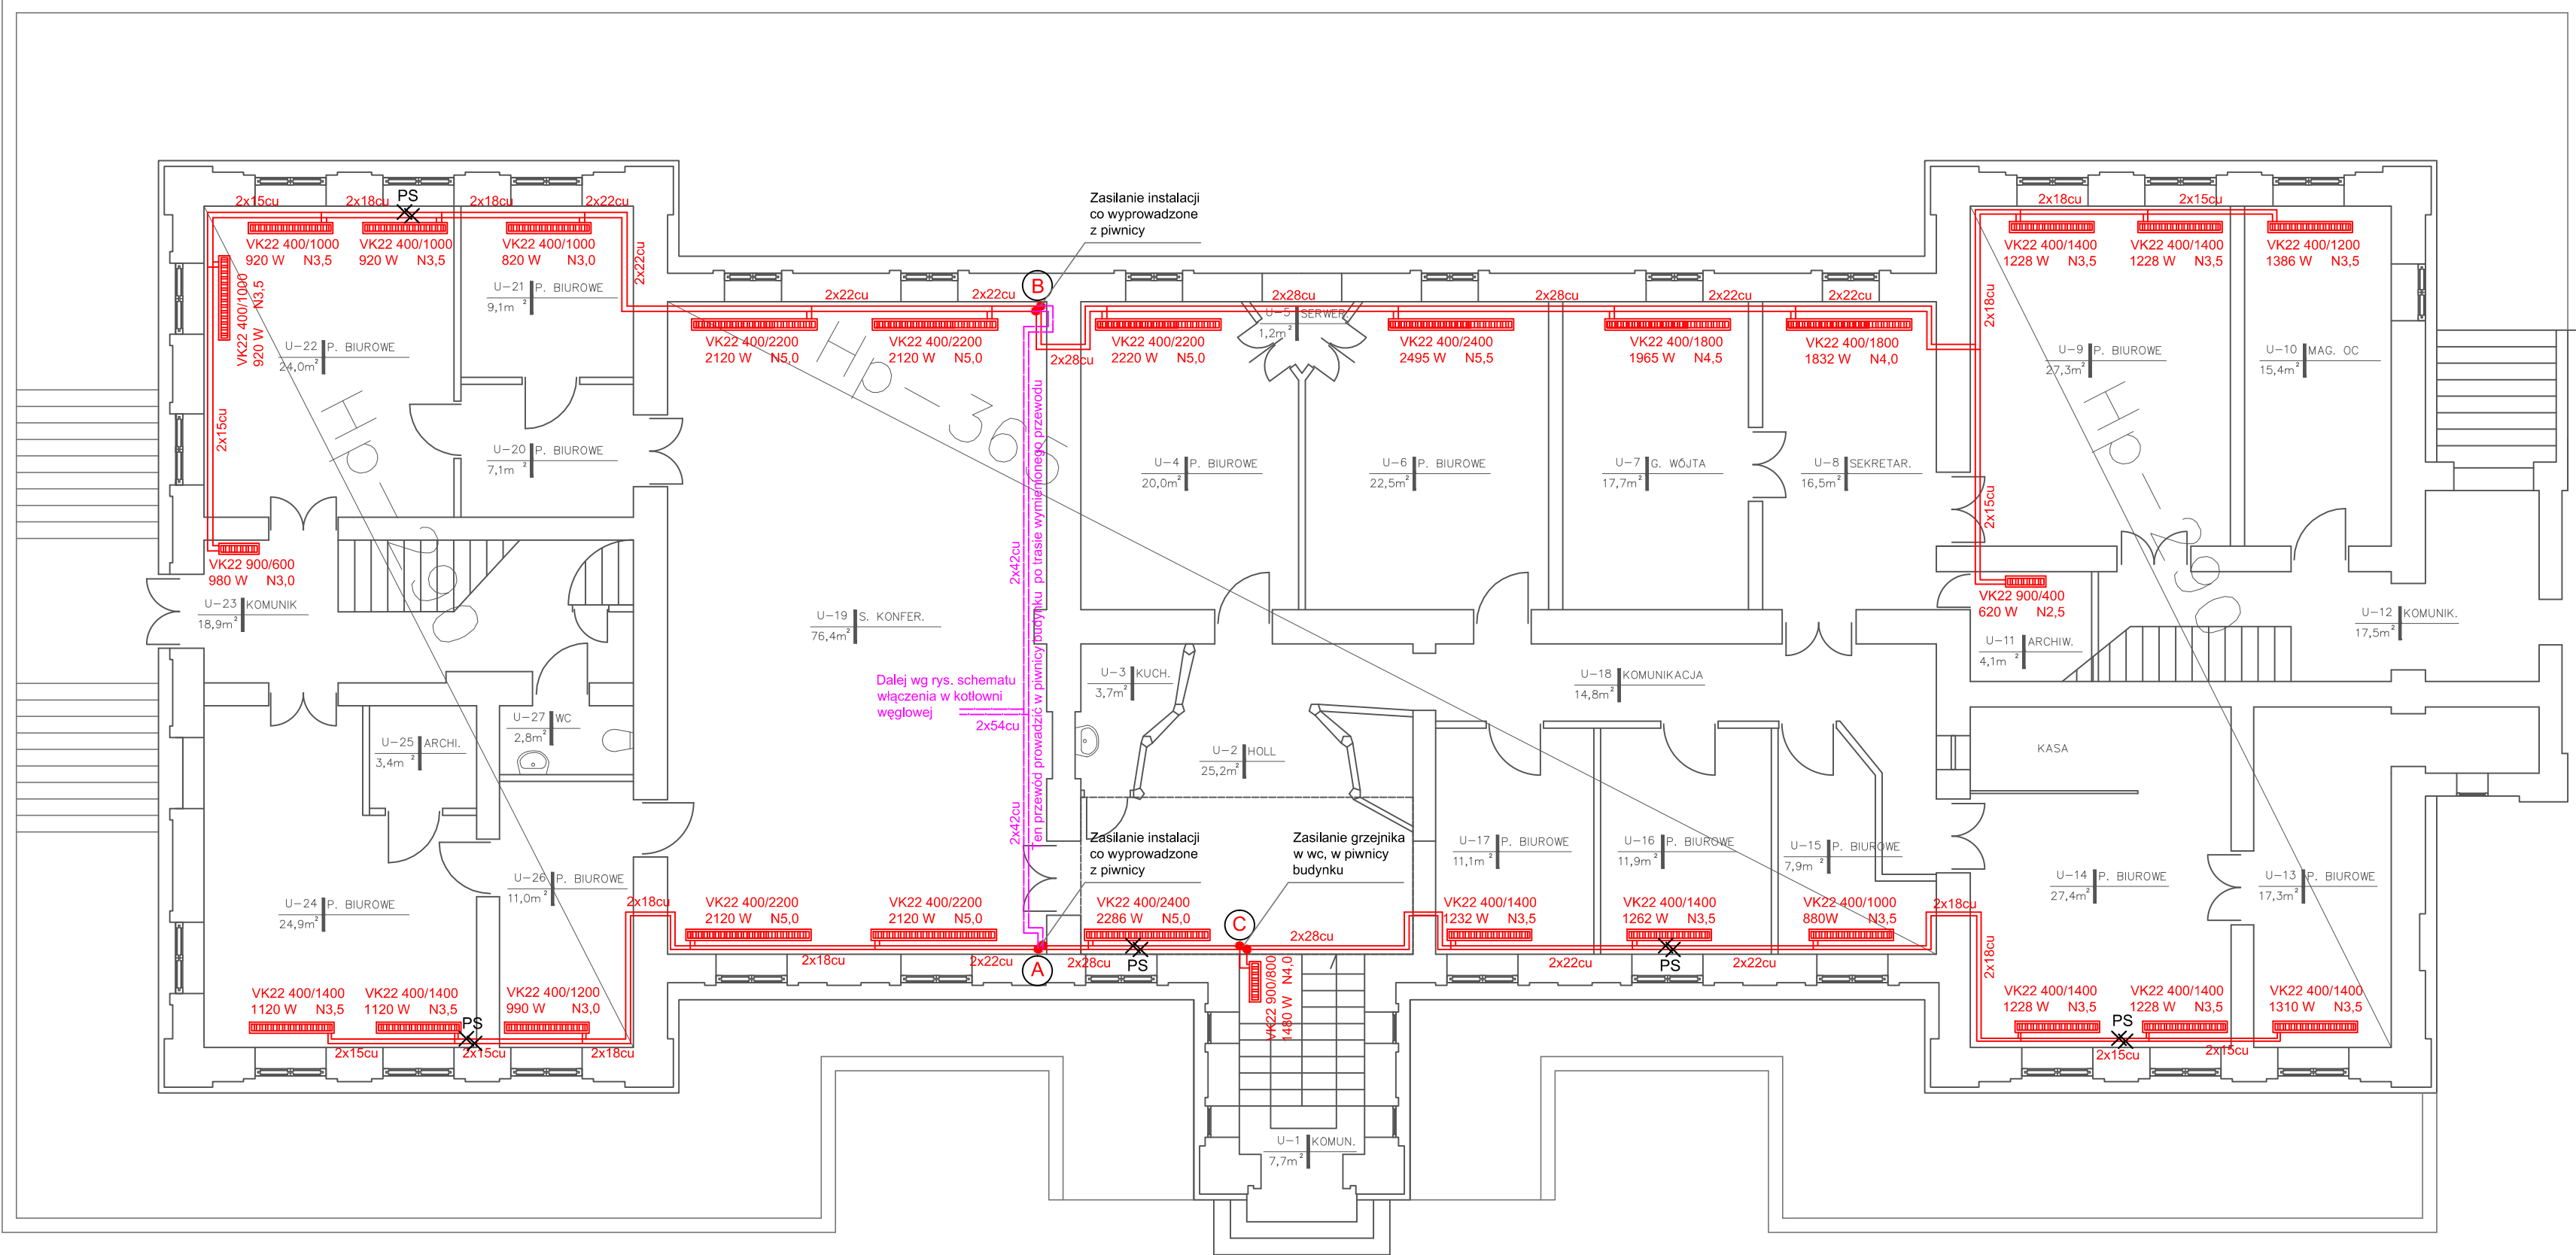 Zasilanie instalacji
co wyprowadzone
z piwnicy
2x15cu
2x18cu
PS
2x18cu
2x22cu
2x22cu
VK22 400/1000
920 W N3,5
VK22 400/1000
920 W N3,5
VK22 400/1000
820 W N3,0
VK22 400/1000
920 W N3,5
2x15cu
U-21 P. BIUROWE
9,1m²
U-22 P. BIUROWE
24,0m²
U-20 P. BIUROWE
7,1m²
VK22 900/600
980 W N3,0
U-23 KOMUNIK
18,9m²
2x22cu
2x22cu
B
VK22 400/2200
2120 W N5,0
VK22 400/2200
2120 W N5,0
2x28cu
2x28cu
2x28cu
2x22cu
2x22cu
VK22 400/2200
2220 W N5,0
VK22 400/2400
2495 W N5,5
VK22 400/1800
1965 W N4,5
VK22 400/1800
1832 W N4,0
U-5 SERWER.
1,2m²
U-4 P. BIUROWE
20,0m²
U-6 P. BIUROWE
22,5m²
U-7 G. WÓJTA
17,7m²
U-8 SEKRETAR.
16,5m²
2x18cu
2x15cu
VK22 400/1400
1228 W N3,5
VK22 400/1400
1228 W N3,5
VK22 400/1200
1386 W N3,5
2x18cu
2x15cu
U-9 P. BIUROWE
27,3m²
U-10 MAG. OC
15,4m²
VK22 900/400
620 W N2,5
U-11 ARCHIW.
4,1m²
U-12 KOMUNIK.
17,5m²
U-19 S. KONFER.
76,4m²
2x42cu
2x42cu
Ten przewód prowadzić w piwnicy budynku po trasie wymienionego przewodu
Dalej wg rys. schematu
włączenia w kotłowni
węglowej
2x54cu
U-3 KUCH.
3,7m²
U-2 HOLL
25,2m²
U-18 KOMUNIKACJA
14,8m²
KASA
U-27 WC
2,8m²
U-25 ARCHI.
3,4m²
U-26 P. BIUROWE
11,0m²
U-24 P. BIUROWE
24,9m²
Zasilanie instalacji
co wyprowadzone
z piwnicy
Zasilanie grzejnika
w wc, w piwnicy
budynku
U-17 P. BIUROWE
11,1m²
U-16 P. BIUROWE
11,9m²
U-15 P. BIUROWE
7,9m²
U-14 P. BIUROWE
27,4m²
U-13 P. BIUROWE
17,3m²
2x18cu
VK22 400/2200
2120 W N5,0
VK22 400/2200
2120 W N5,0
VK22 400/2400
2286 W N5,0
VK22 400/1400
1232 W N3,5
VK22 400/1400
1262 W N3,5
VK22 400/1000
880W N3,5
2x18cu
C
2x28cu
2x18cu
2x22cu
A
2x28cu
PS
2x22cu
PS
2x22cu
2x18cu
VK22 900/800
1480 W N4,0
VK22 400/1400
1120 W N3,5
VK22 400/1400
1120 W N3,5
VK22 400/1200
990 W N3,0
PS
2x15cu
2x15cu
2x18cu
VK22 400/1400
1228 W N3,5
VK22 400/1400
1228 W N3,5
VK22 400/1400
1310 W N3,5
PS
2x15cu
2x15cu
U-1 KOMUN.
7,7m²